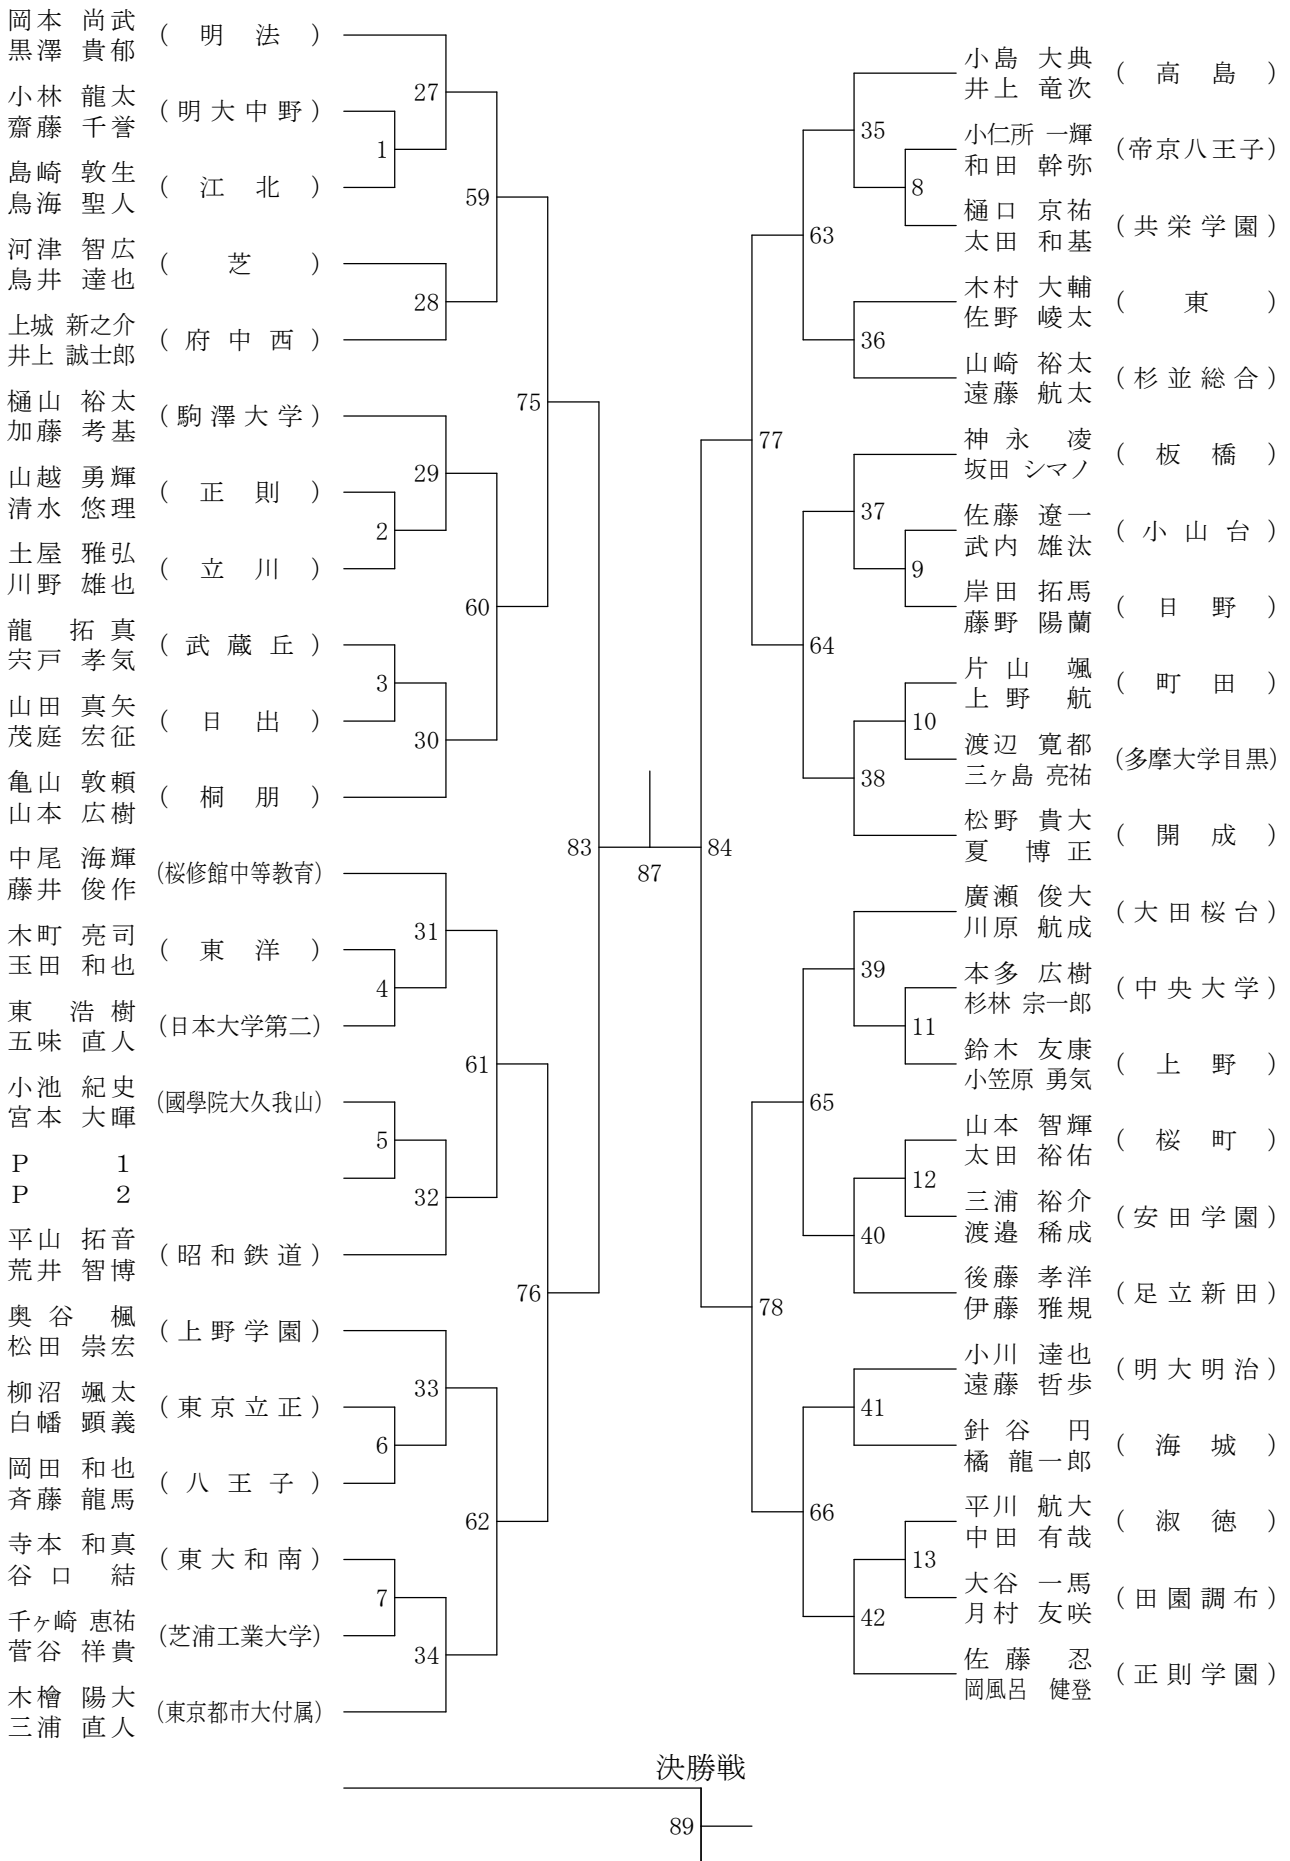 岡本 尚武
黒澤 貴郁
( 明 法 )
小林 龍太
齋藤 千誉
( 明大中野 )
島崎 敦生
鳥海 聖人
( 江 北 )
河津 智広
鳥井 達也
( 芝 )
上城 新之介
井上 誠士郎
( 府中西 )
樋山 裕太
加藤 考基
( 駒澤大学 )
山越 勇輝
清水 悠理
( 正 則 )
土屋 雅弘
川野 雄也
( 立 川 )
龍 拓真
宍戸 孝気
( 武蔵丘 )
山田 真矢
茂庭 宏征
( 日 出 )
亀山 敦頼
山本 広樹
( 桐 朋 )
中尾 海輝
藤井 俊作
(桜修館中等教育)
木町 亮司
玉田 和也
( 東 洋 )
東 浩樹
五味 直人
(日本大学第二)
小池 紀史
宮本 大暉
(國學院大久我山)
P 1
P 2
平山 拓音
荒井 智博
( 昭和鉄道 )
奥谷 楓
松田 崇宏
( 上野学園 )
柳沼 颯太
白幡 顕義
( 東京立正 )
岡田 和也
斉藤 龍馬
( 八王子 )
寺本 和真
谷口 結
( 東大和南 )
千ヶ崎 恵祐
菅谷 祥貴
(芝浦工業大学)
木檜 陽大
三浦 直人
(東京都市大付属)
1
2
3
4
5
6
7
27
28
29
30
31
32
33
34
59
60
61
62
75
76
83
87
84
77
78
63
64
65
66
35
36
37
38
39
40
41
42
8
9
10
11
12
13
小島 大典
井上 竜次
( 高 島 )
小仁所 一輝
和田 幹弥
(帝京八王子)
樋口 京祐
太田 和基
( 共栄学園 )
木村 大輔
佐野 崚太
( 東 )
山崎 裕太
遠藤 航太
( 杉並総合 )
神永 凌
坂田 シマノ
( 板 橋 )
佐藤 遼一
武内 雄汰
( 小山台 )
岸田 拓馬
藤野 陽蘭
( 日 野 )
片山 颯
上野 航
( 町 田 )
渡辺 寛都
三ヶ島 亮祐
(多摩大学目黒)
松野 貴大
夏 博正
( 開 成 )
廣瀬 俊大
川原 航成
( 大田桜台 )
本多 広樹
杉林 宗一郎
( 中央大学 )
鈴木 友康
小笠原 勇気
( 上 野 )
山本 智輝
太田 裕佑
( 桜 町 )
三浦 裕介
渡邉 稀成
( 安田学園 )
後藤 孝洋
伊藤 雅規
( 足立新田 )
小川 達也
遠藤 哲歩
( 明大明治 )
針谷 円
橘 龍一郎
( 海 城 )
平川 航大
中田 有哉
( 淑 徳 )
大谷 一馬
月村 友咲
( 田園調布 )
佐藤 忍
岡風呂 健登
( 正則学園 )
決勝戦
89